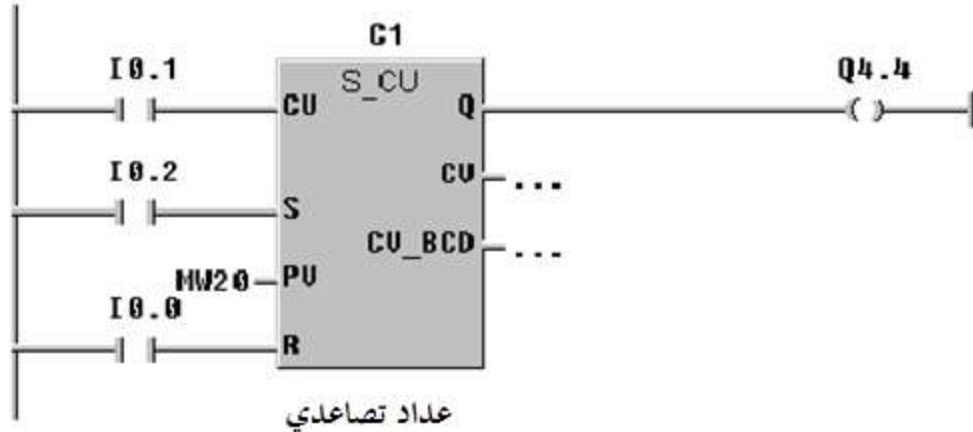 C1
I0.1
S_CU
Q4.4
CU
Q
I0.2
CV
...
S
CV_BCD
...
MW20
PV
I0.0
R
عداد تصاعدي